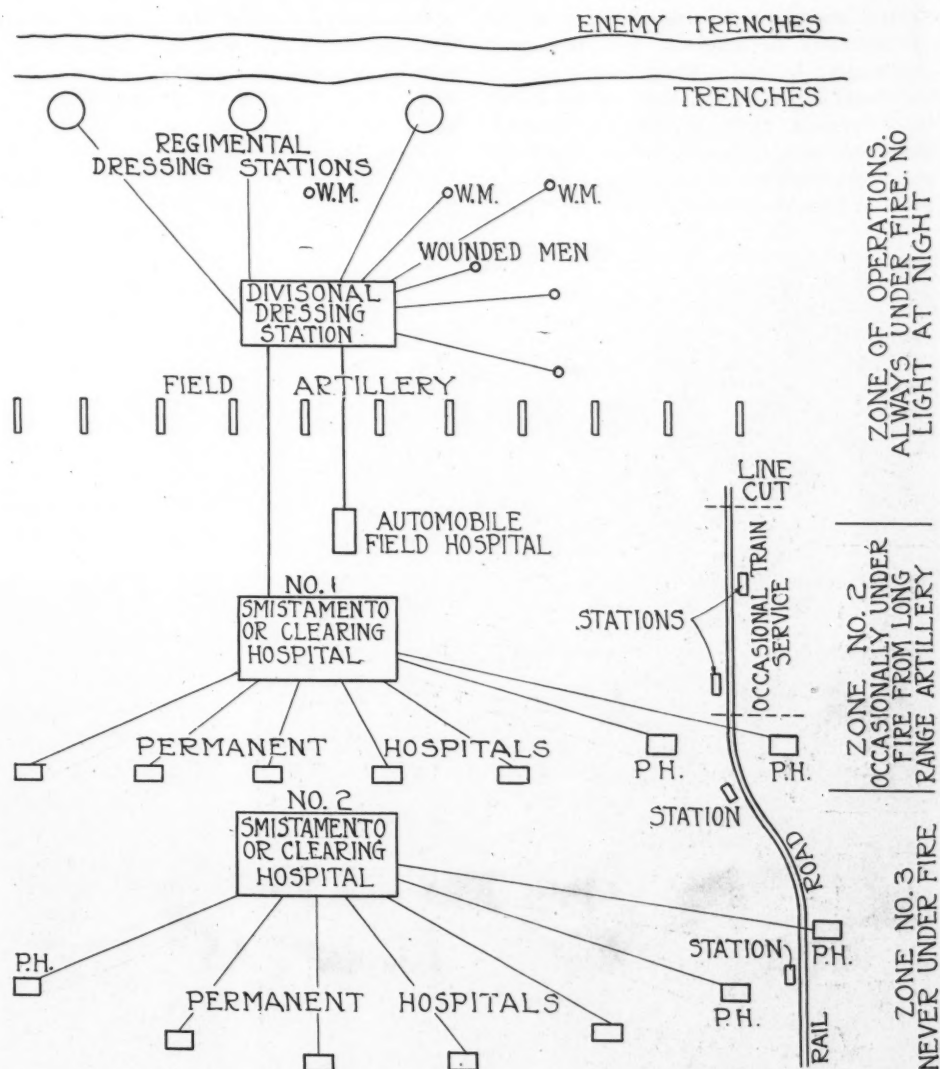 ENEMY TRENCHES
TRENCHES
REGIMENTAL
DRESSING STATIONS
W.M.
W.M.
W.M.
WOUNDED MEN
DIVISONAL
DRESSING
STATION
ZONE OF OPERATIONS.
ALWAYS UNDER FIRE. NO
LIGHT AT NIGHT
FIELD ARTILLERY
LINE
CUT
AUTOMOBILE
FIELD HOSPITAL
OCCASIONAL TRAIN
SERVICE
STATIONS
ZONE NO. 2
OCCASIONALLY UNDER
FIRE FROM LONG
RANGE ARTILLERY
NO. 1
SMISTAMENTO
OR CLEARING
HOSPITAL
PERMANENT HOSPITALS
P.H.
P.H.
STATION
NO. 2
SMISTAMENTO
OR CLEARING
HOSPITAL
RAIL ROAD
ZONE NO. 3
NEVER UNDER FIRE
P.H.
STATION
P.H.
PERMANENT HOSPITALS
P.H.